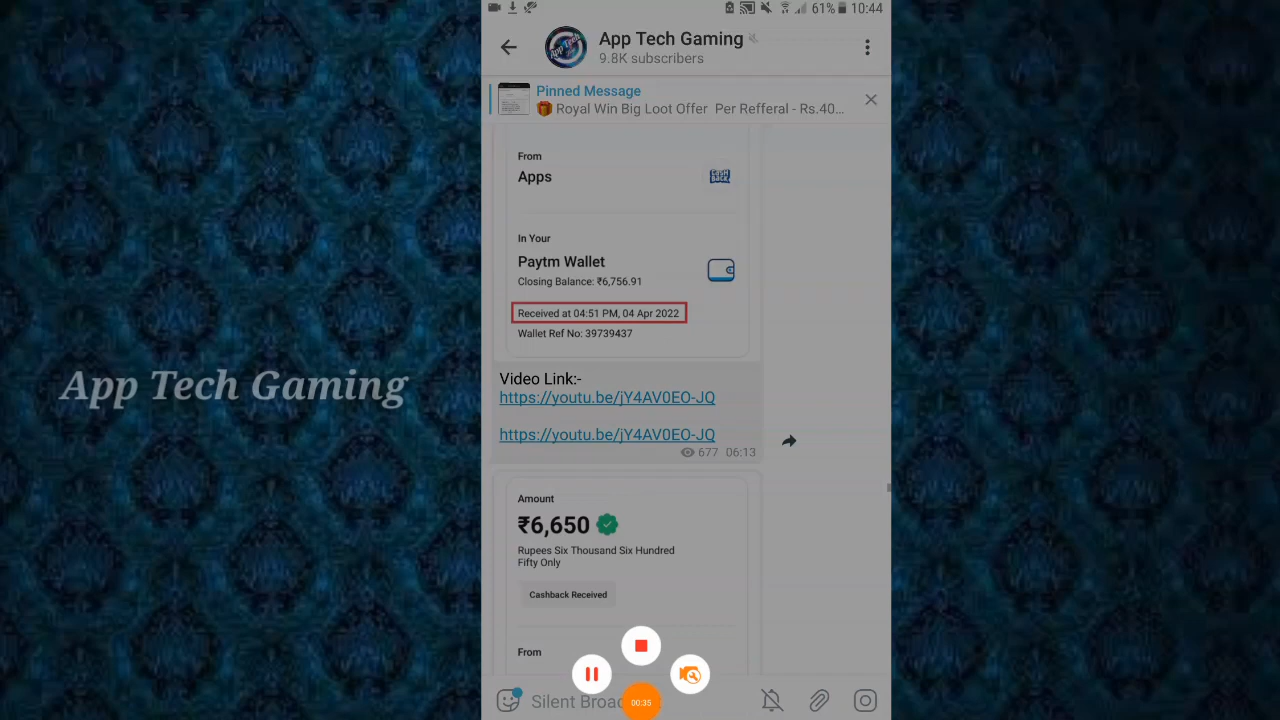 61% 10:44
App Tech Gaming
9.8K subscribers
Pinned Message
🎁 Royal Win Big Loot Offer Per Refferal - Rs.40...
From
Apps
CASH BACK
In Your
Paytm Wallet
Closing Balance: ₹6,756.91
Received at 04:51 PM, 04 Apr 2022
Wallet Ref No: 39739437
App Tech Gaming
Video Link:-
https://youtu.be/jY4AV0EO-JQ
https://youtu.be/jY4AV0EO-JQ
677 06:13
Amount
₹6,650
Rupees Six Thousand Six Hundred
Fifty Only
Cashback Received
From
Silent Broad
00:35